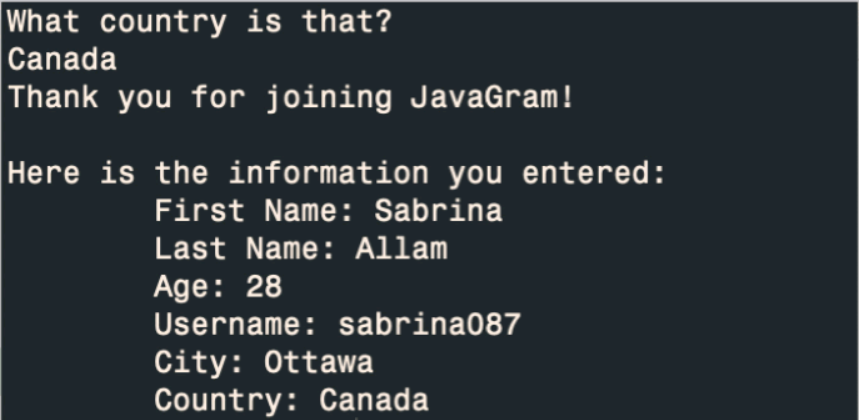 What country is that?
Canada
Thank you for joining JavaGram!
Here is the information you entered:
First Name: Sabrina
Last Name: Allam
Age: 28
Username: sabrina087
City: Ottawa
Country: Canada